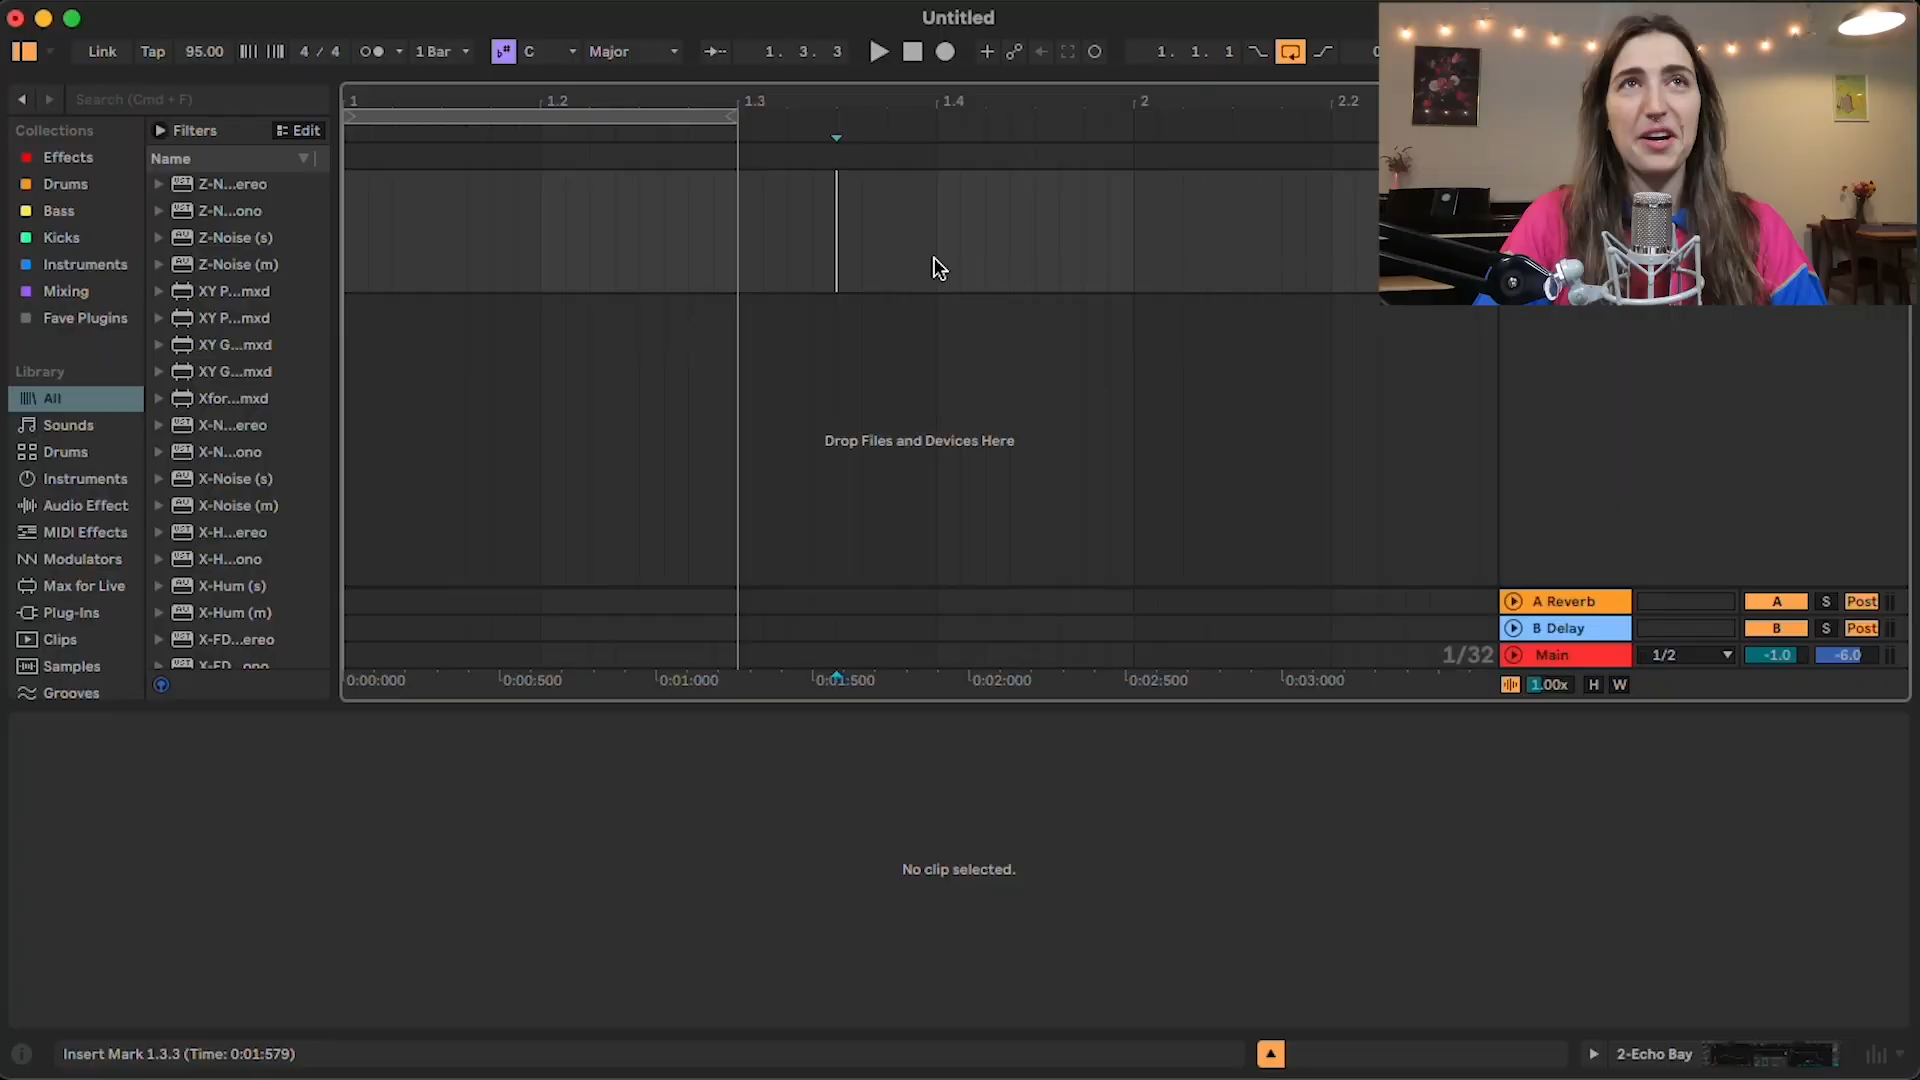 Untitled
Link Tap 95.00 4 / 4 1 Bar C Major 1. 3. 3 1. 1. 1
Search (Cmd + F)
Collections
Effects
Drums
Bass
Kicks
Instruments
Mixing
Fave Plugins
Library
All
Sounds
Drums
Instruments
Audio Effect
MIDI Effects
Modulators
Max for Live
Plug-Ins
Clips
Samples
Grooves
Filters Edit
Name
Z-N...ereo
Z-N...ono
Z-Noise (s)
Z-Noise (m)
XY P...mxd
XY P...mxd
XY G...mxd
XY G...mxd
Xfor...mxd
X-N...ereo
X-N...ono
X-Noise (s)
X-Noise (m)
X-H...ereo
X-H...ono
X-Hum (s)
X-Hum (m)
X-FD...ereo
X-FD...ono
1 1.2 1.3 1.4 2 2.2
Drop Files and Devices Here
A Reverb A S Post
B Delay B S Post
1/32 Main 1/2 -1.0 -6.0
0:00:000 0:00:500 0:01:000 0:01:500 0:02:000 0:02:500 0:03:000
1.00x H W
No clip selected.
Insert Mark 1.3.3 (Time: 0:01:579)
2-Echo Bay